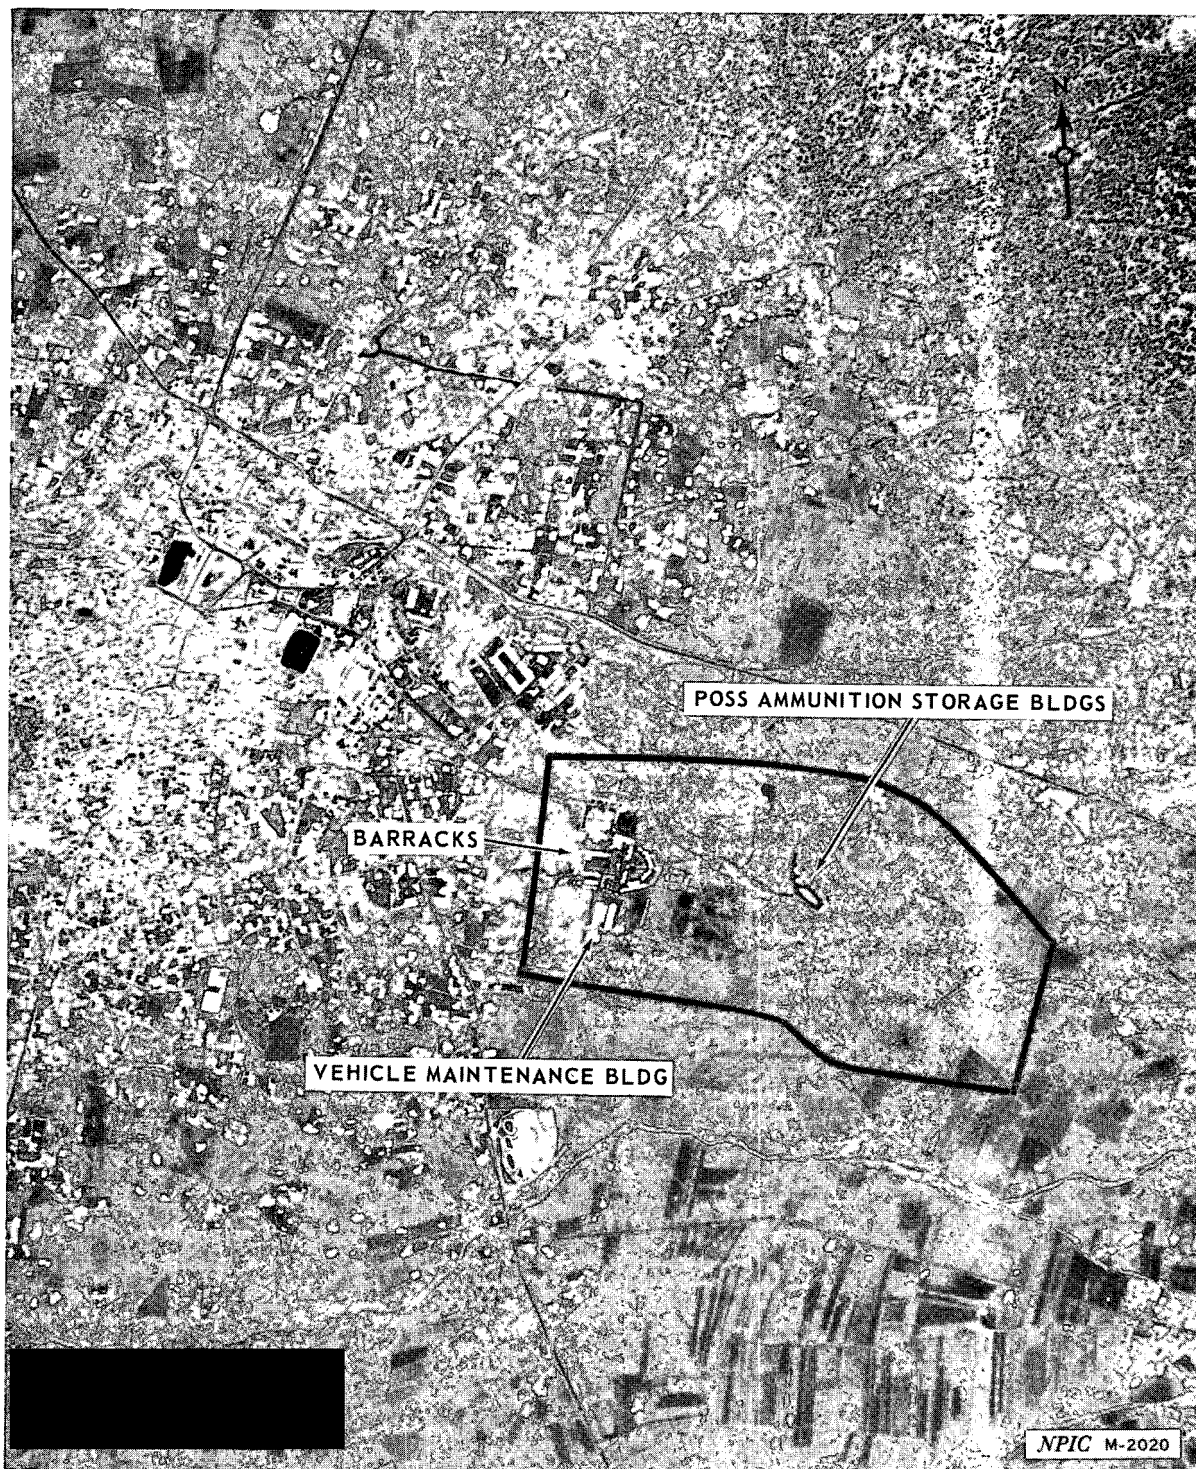 N
POSS AMMUNITION STORAGE BLDGS
BARRACKS
VEHICLE MAINTENANCE BLDG
NPIC M-2020